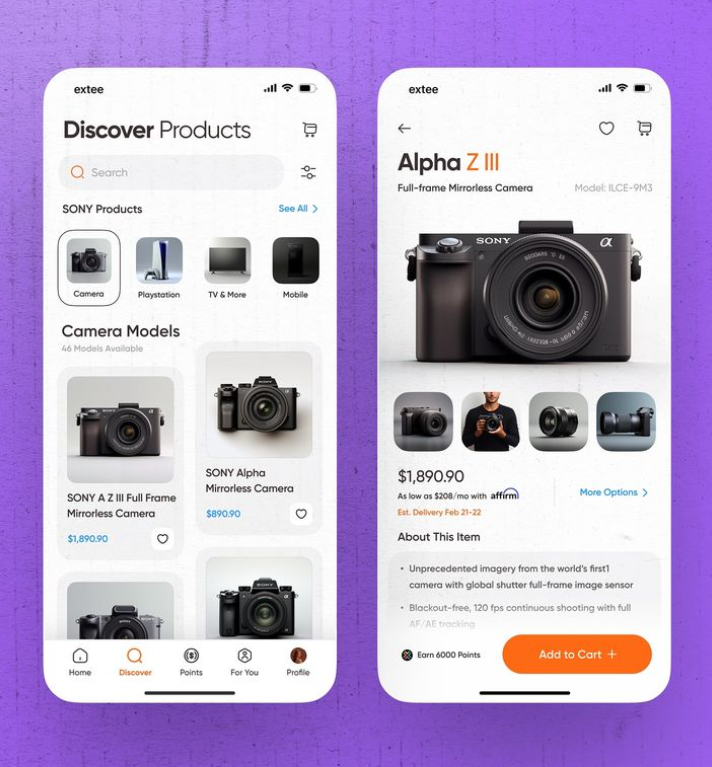 extee
Discover Products
Search
SONY Products
See All
Camera
Playstation
TV & More
Mobile
Camera Models
46 Models Available
SONY
α
SONY A Z III Full Frame
Mirrorless Camera
$1,890.90
SONY
SONY Alpha
Mirrorless Camera
$890.90
Home
Discover
Points
For You
Profile
extee
Alpha Z III
Full-frame Mirrorless Camera
Model: ILCE-9M3
SONY
α
$1,890.90
As low as $208/mo with affirm
Est. Delivery Feb 21-22
More Options
About This Item
• Unprecedented imagery from the world's first1
camera with global shutter full-frame image sensor
• Blackout-free, 120 fps continuous shooting with full
AF/AE tracking
Earn 6000 Points
Add to Cart +